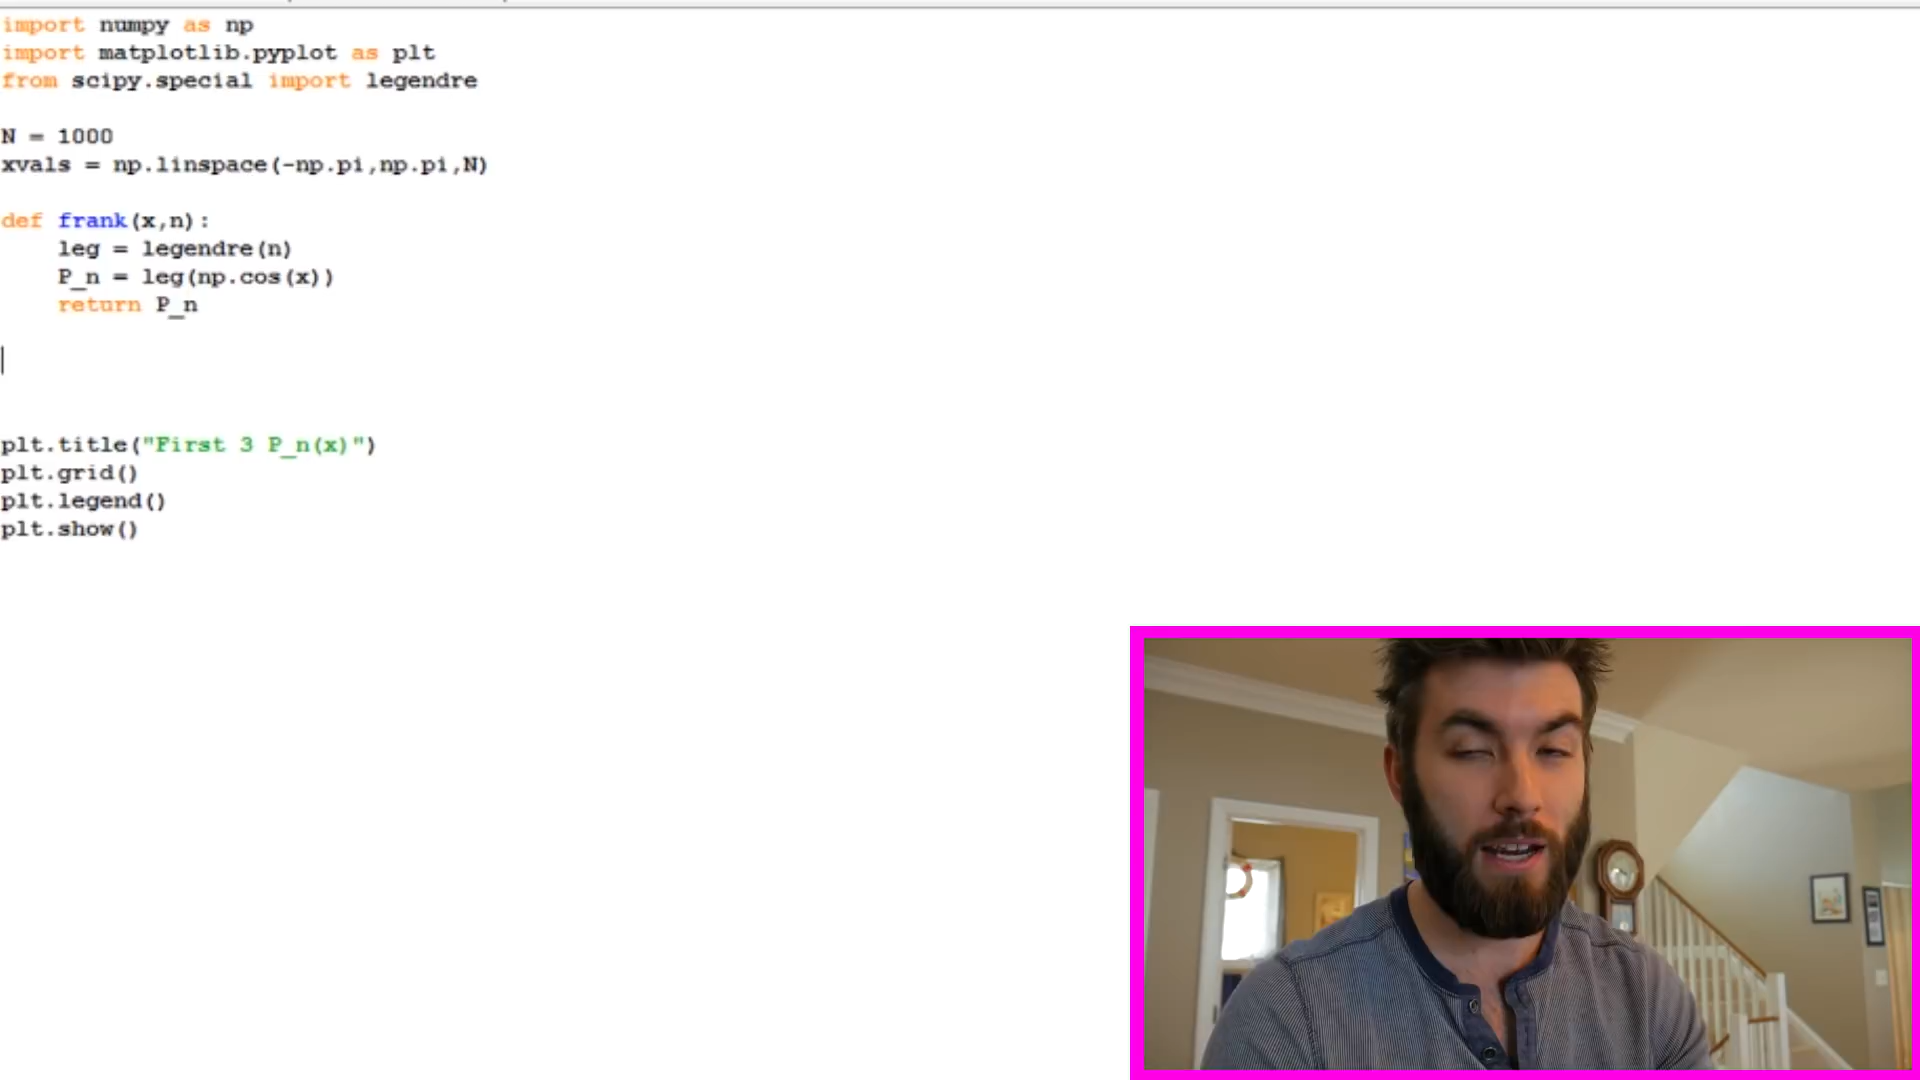 import numpy as np
import matplotlib.pyplot as plt
from scipy.special import legendre
N = 1000
xvals = np.linspace(-np.pi,np.pi,N)
def frank(x,n):
    leg = legendre(n)
    P_n = leg(np.cos(x))
    return P_n
plt.title("First 3 P_n(x)")
plt.grid()
plt.legend()
plt.show()